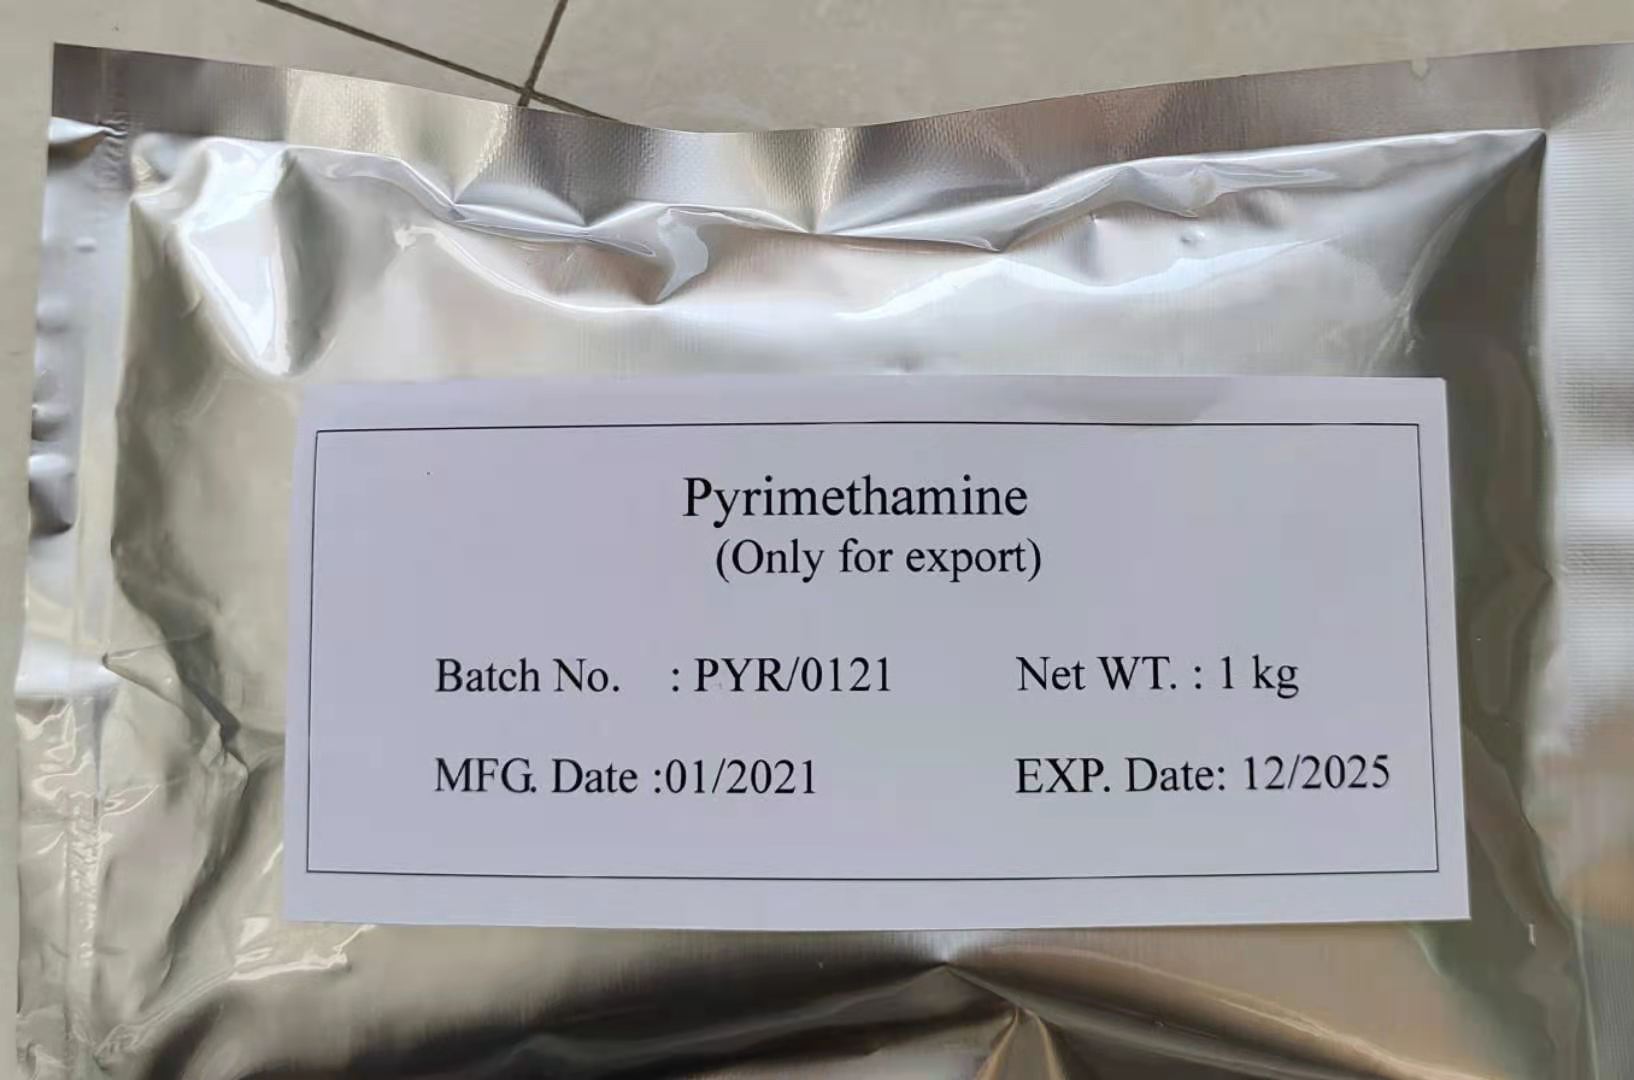 Pyrimethamine
(Only for export)
Batch No. : PYR/0121 Net WT. : 1 kg
MFG. Date :01/2021 EXP. Date: 12/2025